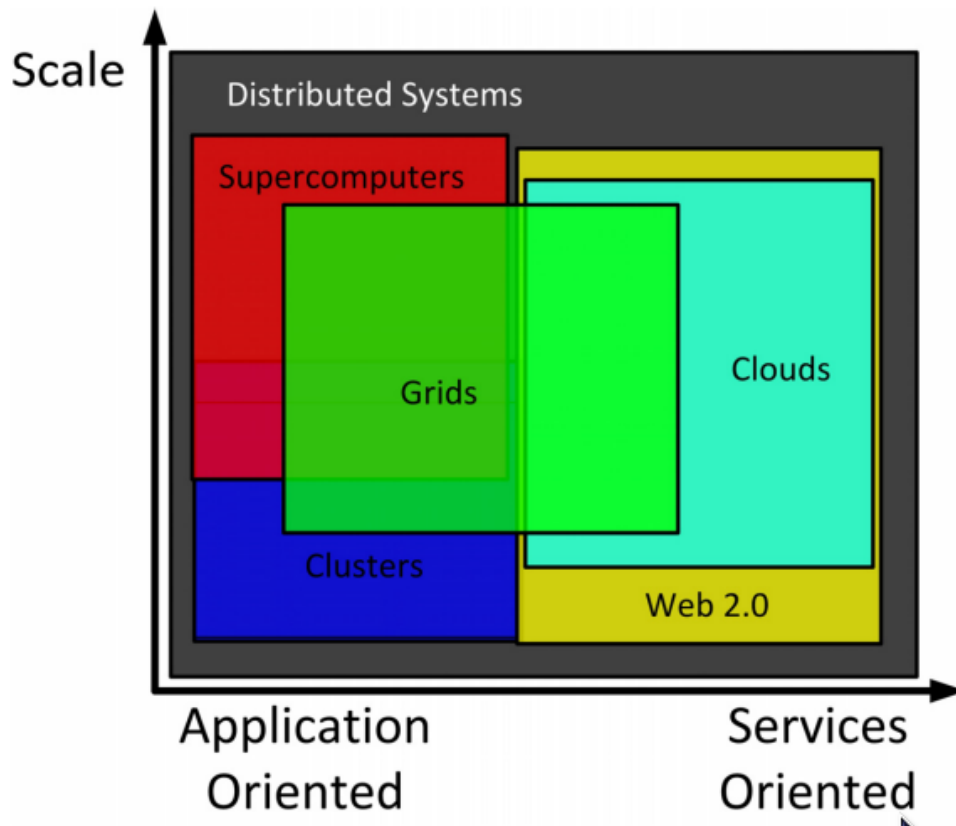 Scale
Distributed Systems
Supercomputers
Grids
Clouds
Clusters
Web 2.0
Application
Oriented
Services
Oriented